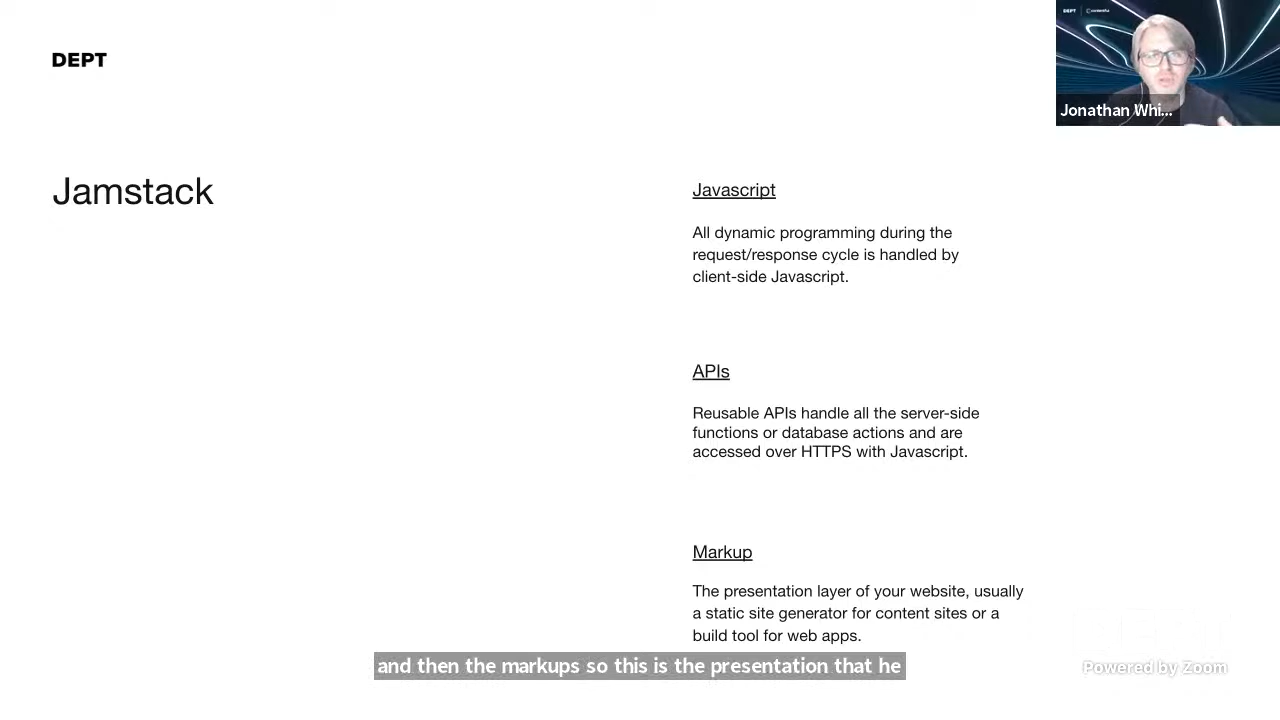 DEPT
DEPT
contentful
Jonathan Whi...
Jamstack
Javascript
All dynamic programming during the
request/response cycle is handled by
client-side Javascript.
APIs
Reusable APIs handle all the server-side
functions or database actions and are
accessed over HTTPS with Javascript.
Markup
The presentation layer of your website, usually
a static site generator for content sites or a
build tool for web apps.
and then the markups so this is the presentation that he
Powered by Zoom